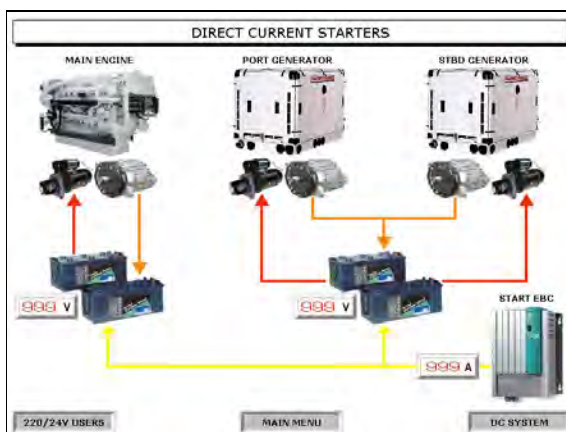 DIRECT CURRENT STARTERS
MAIN ENGINE
PORT GENERATOR
STBD GENERATOR
999 V
999 V
START EBC
999 A
220/24V USERS
MAIN MENU
DC SYSTEM